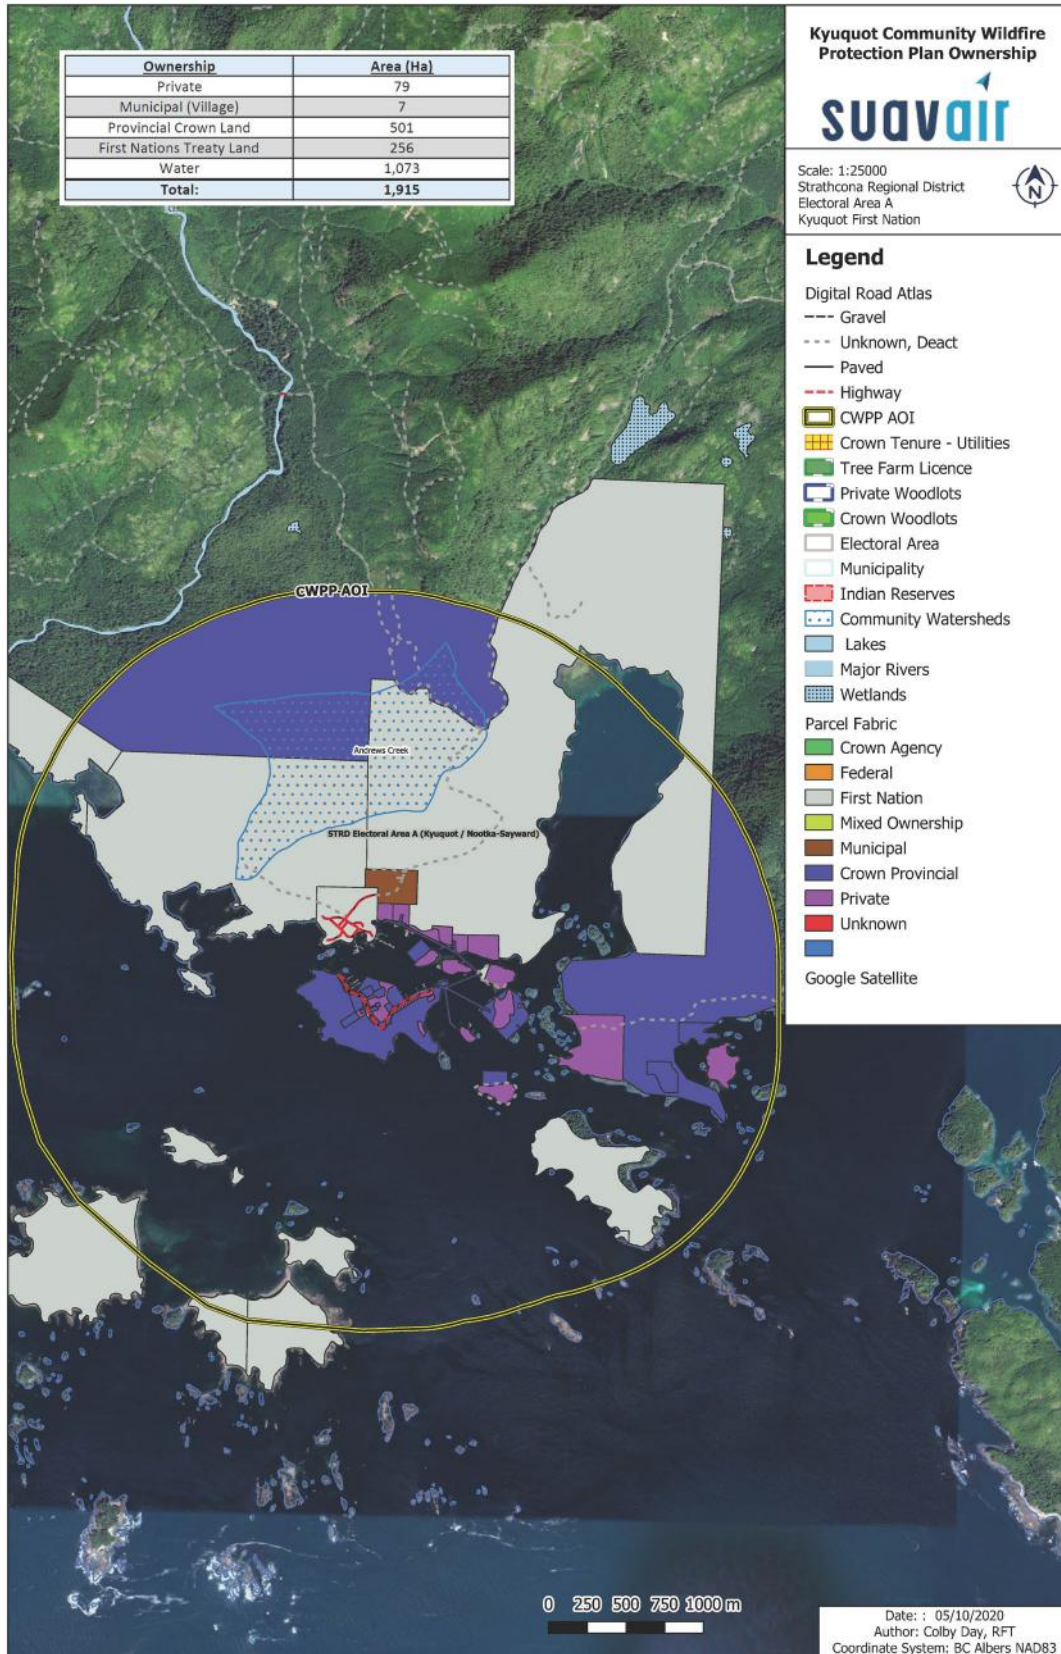 Kyuquot Community Wildfire
Protection Plan Ownership
suavair
Scale: 1:25000
Strathcona Regional District
Electoral Area A
Kyuquot First Nation
N
Ownership Area (Ha)
Private 79
Municipal (Village) 7
Provincial Crown Land 501
First Nations Treaty Land 256
Water 1,073
Total: 1,915
Legend
Digital Road Atlas
Gravel
Unknown, Deact
Paved
Highway
CWPP AOI
Crown Tenure - Utilities
Tree Farm Licence
Private Woodlots
Crown Woodlots
Electoral Area
Municipality
Indian Reserves
Community Watersheds
Lakes
Major Rivers
Wetlands
Parcel Fabric
Crown Agency
Federal
First Nation
Mixed Ownership
Municipal
Crown Provincial
Private
Unknown
Google Satellite
CWPP AOI
Andrews Creek
STRD Electoral Area A (Kyuquot / Nootka-Sayward)
0 250 500 750 1000 m
Date: : 05/10/2020
Author: Colby Day, RFT
Coordinate System: BC Albers NAD83